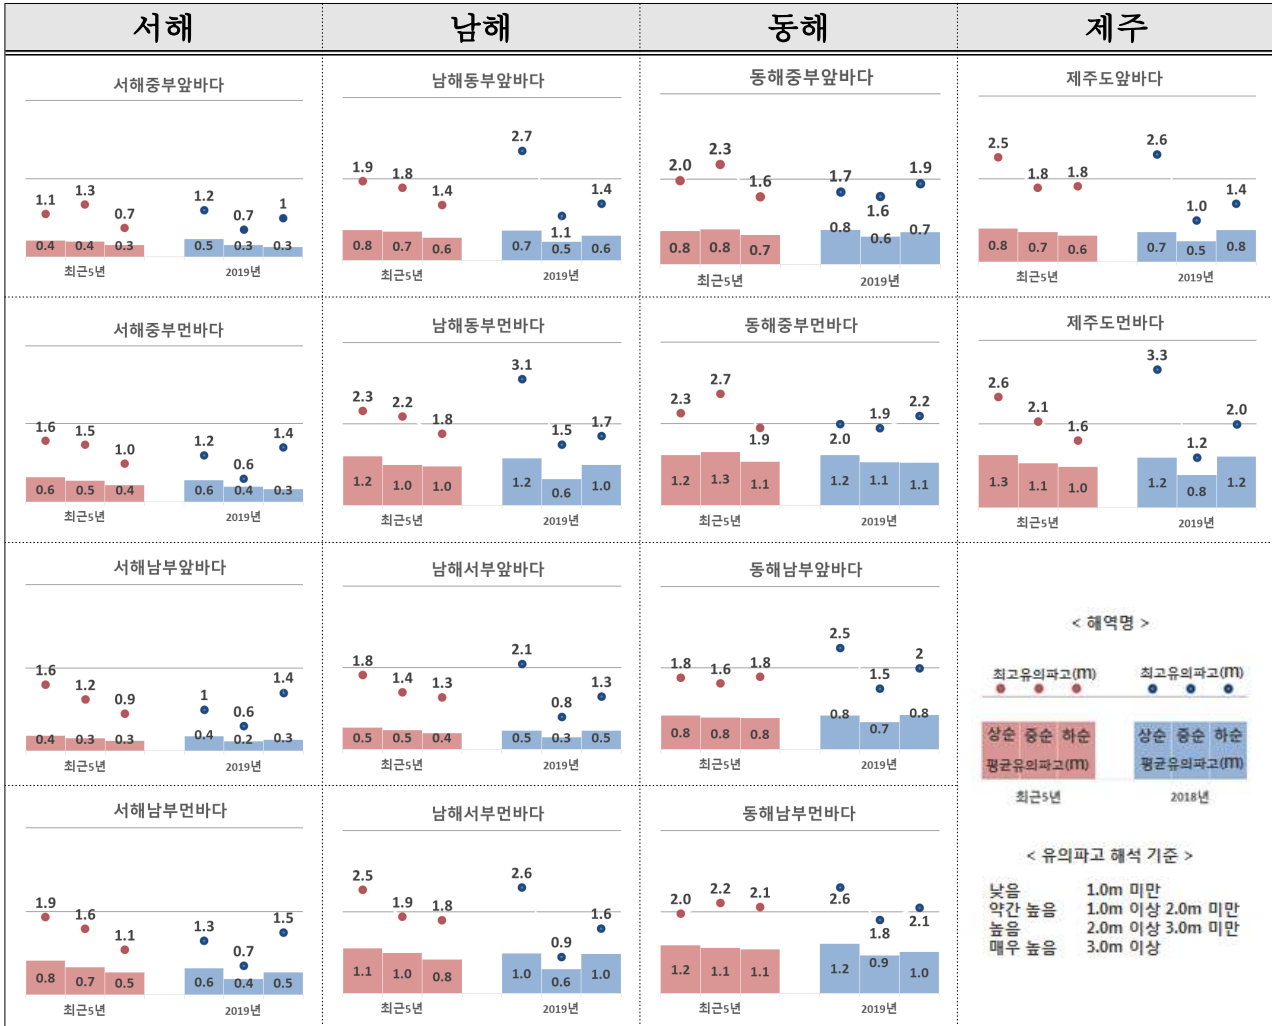 서해 남해 동해 제주
서해중부앞바다
1.1 1.3 0.7 1.2 0.7 1
0.4 0.4 0.3 0.5 0.3 0.3
최근5년 2019년
남해동부앞바다
1.9 1.8 1.4 2.7 1.1 1.4
0.8 0.7 0.6 0.7 0.5 0.6
최근5년 2019년
동해중부앞바다
2.0 2.3 1.6 1.7 1.6 1.9
0.8 0.8 0.7 0.8 0.6 0.7
최근5년 2019년
제주도앞바다
2.5 1.8 1.8 2.6 1.0 1.4
0.8 0.7 0.6 0.7 0.5 0.8
최근5년 2019년
서해중부먼바다
1.6 1.5 1.0 1.2 0.6 1.4
0.6 0.5 0.4 0.6 0.4 0.3
최근5년 2019년
남해동부먼바다
2.3 2.2 1.8 3.1 1.5 1.7
1.2 1.0 1.0 1.2 0.6 1.0
최근5년 2019년
동해중부먼바다
2.3 2.7 1.9 2.0 1.9 2.2
1.2 1.3 1.1 1.2 1.1 1.1
최근5년 2019년
제주도먼바다
2.6 2.1 1.6 3.3 1.2 2.0
1.3 1.1 1.0 1.2 0.8 1.2
최근5년 2019년
서해남부앞바다
1.6 1.2 0.9 1 0.6 1.4
0.4 0.3 0.3 0.4 0.2 0.3
최근5년 2019년
남해서부앞바다
1.8 1.4 1.3 2.1 0.8 1.3
0.5 0.5 0.4 0.5 0.3 0.5
최근5년 2019년
동해남부앞바다
1.8 1.6 1.8 2.5 1.5 2
0.8 0.8 0.8 0.8 0.7 0.8
최근5년 2019년
< 해역명 >
최고유의파고(m) 최고유의파고(m)
상순 중순 하순 상순 중순 하순
평균유의파고(m) 평균유의파고(m)
최근5년 2018년
서해남부먼바다
1.9 1.6 1.1 1.3 0.7 1.5
0.8 0.7 0.5 0.6 0.4 0.5
최근5년 2019년
남해서부먼바다
2.5 1.9 1.8 2.6 0.9 1.6
1.1 1.0 0.8 1.0 0.6 1.0
최근5년 2019년
동해남부먼바다
2.0 2.2 2.1 2.6 1.8 2.1
1.2 1.1 1.1 1.2 0.9 1.0
최근5년 2019년
< 유의파고 해석 기준 >
낮음 1.0m 미만
약간 높음 1.0m 이상 2.0m 미만
높음 2.0m 이상 3.0m 미만
매우 높음 3.0m 이상